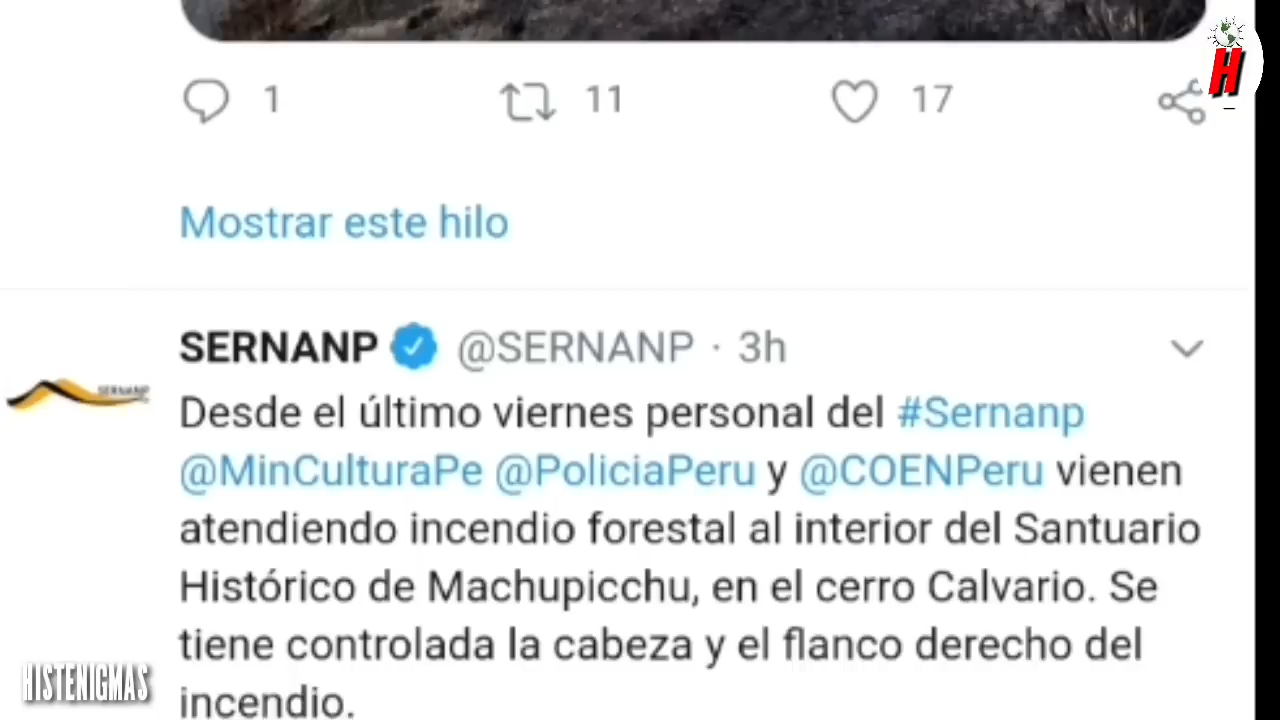 1 11 17
H
Mostrar este hilo
SERNANP @SERNANP · 3h
SERNANP
Desde el último viernes personal del #Sernanp
@MinCulturaPe @PoliciaPeru y @COENPeru vienen
atendiendo incendio forestal al interior del Santuario
Histórico de Machupicchu, en el cerro Calvario. Se
tiene controlada la cabeza y el flanco derecho del
incendio.
HISTENIGMAS